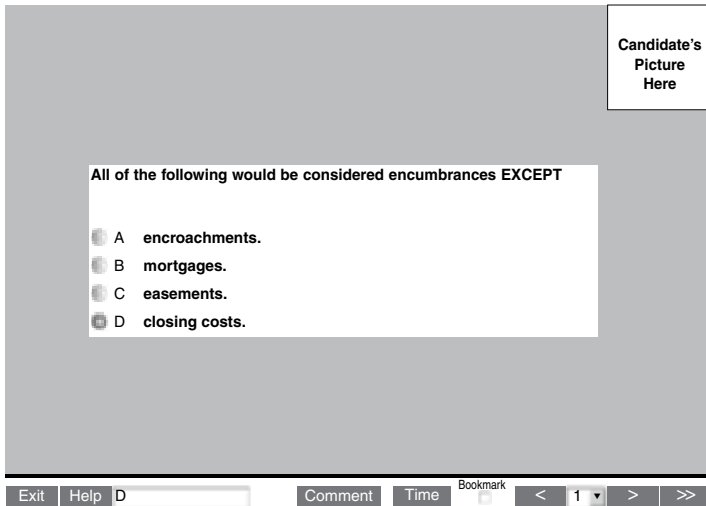 Candidate's
Picture
Here
All of the following would be considered encumbrances EXCEPT
A encroachments.
B mortgages.
C easements.
D closing costs.
Exit Help D Comment Time Bookmark < 1 ▼ > >>